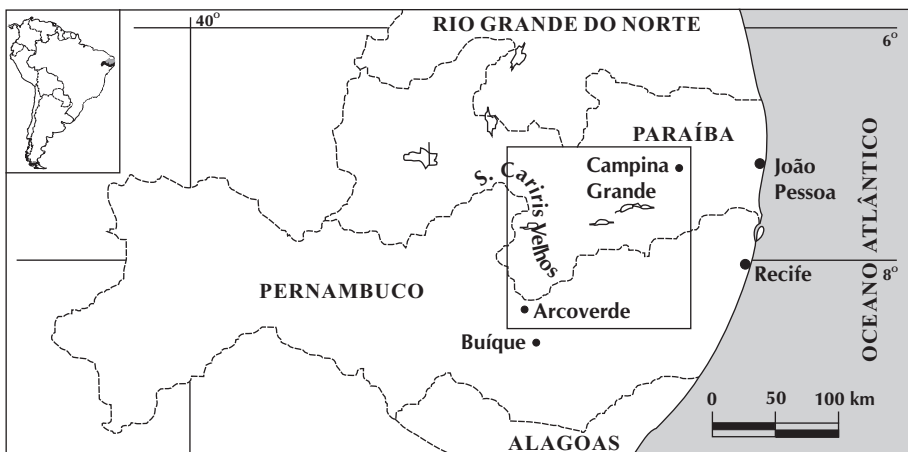 40°
RIO GRANDE DO NORTE
6°
PARAÍBA
Campina
Grande
João
Pessoa
S. Cariris Velhos
OCEANO ATLÂNTICO
8°
Recife
PERNAMBUCO
Arcoverde
Buíque
0 50 100 km
ALAGOAS